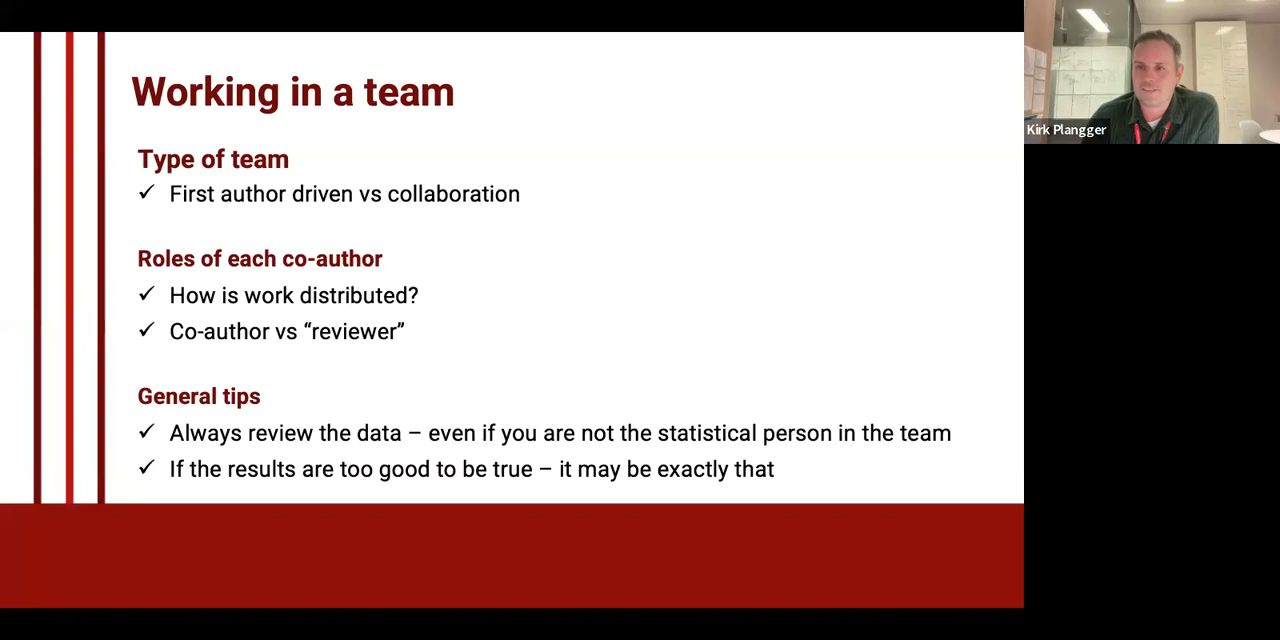 Working in a team
Type of team
✓ First author driven vs collaboration
Roles of each co-author
✓ How is work distributed?
✓ Co-author vs “reviewer”
General tips
✓ Always review the data – even if you are not the statistical person in the team
✓ If the results are too good to be true – it may be exactly that
Kirk Plangger